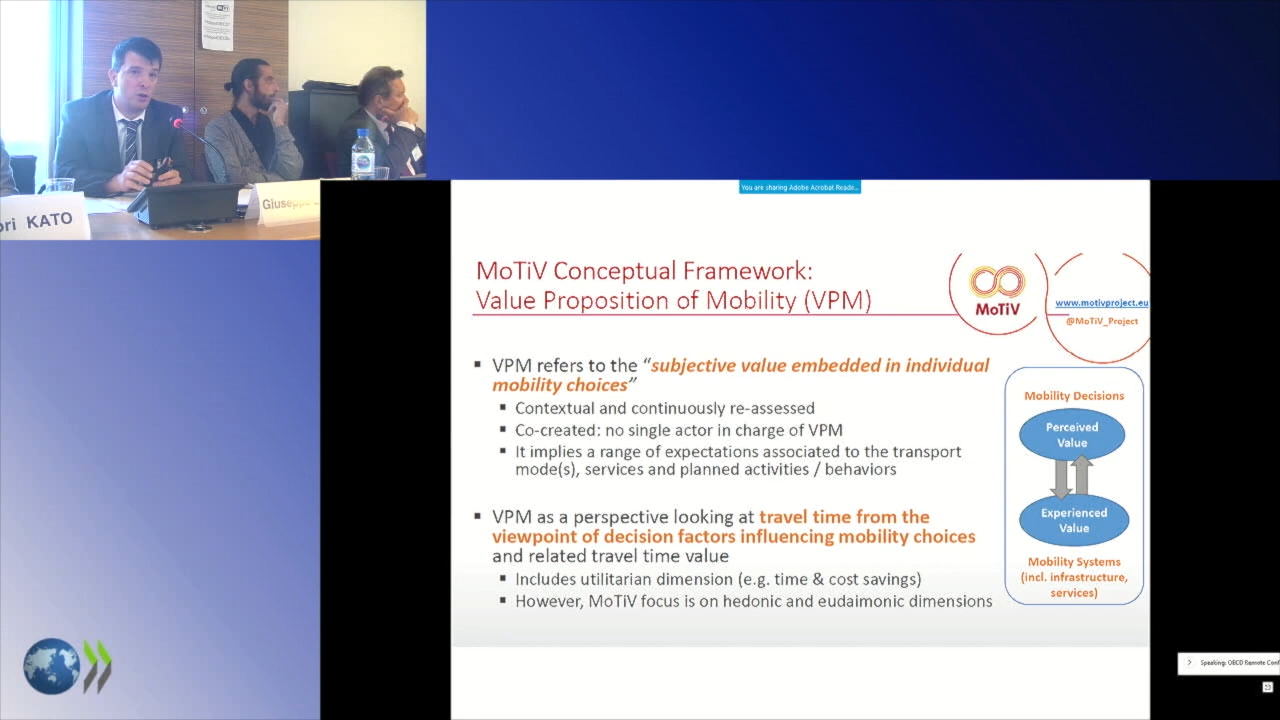 ori KATO
Giuseppe
You are sharing Adobe Acrobat Reade...
MoTiV Conceptual Framework:
Value Proposition of Mobility (VPM)
MoTiV
www.motivproject.eu
@MoTiV_Project
▪ VPM refers to the “subjective value embedded in individual
mobility choices”
▪ Contextual and continuously re-assessed
▪ Co-created: no single actor in charge of VPM
▪ It implies a range of expectations associated to the transport
mode(s), services and planned activities / behaviors
▪ VPM as a perspective looking at travel time from the
viewpoint of decision factors influencing mobility choices
and related travel time value
▪ Includes utilitarian dimension (e.g. time & cost savings)
▪ However, MoTiV focus is on hedonic and eudaimonic dimensions
Mobility Decisions
Perceived
Value
Experienced
Value
Mobility Systems
(incl. infrastructure,
services)
Speaking: OECD Remote Conf